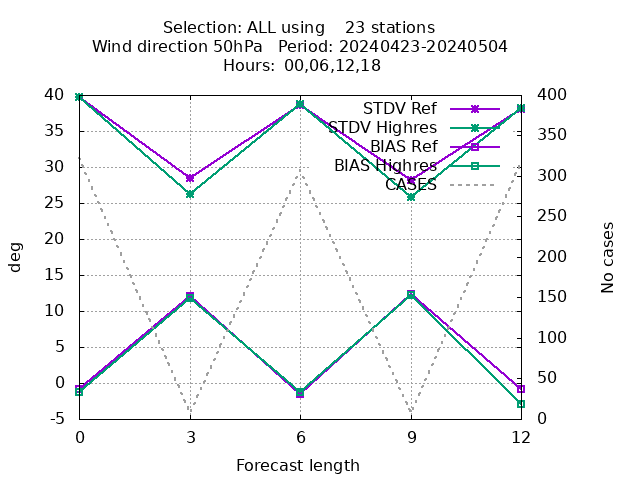 Selection: ALL using    23 stations
Wind direction 50hPa   Period: 20240423-20240504
Hours: 00,06,12,18
STDV Ref
STDV Highres
BIAS Ref
BIAS Highres
CASES
40
35
30
25
20
15
10
5
0
-5
400
350
300
250
200
150
100
50
0
deg
No cases
0 3 6 9 12
Forecast length